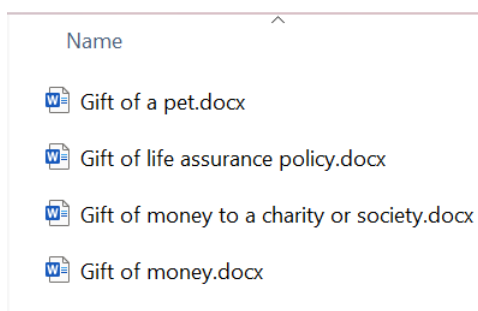 Name
Gift of a pet.docx
Gift of life assurance policy.docx
Gift of money to a charity or society.docx
Gift of money.docx